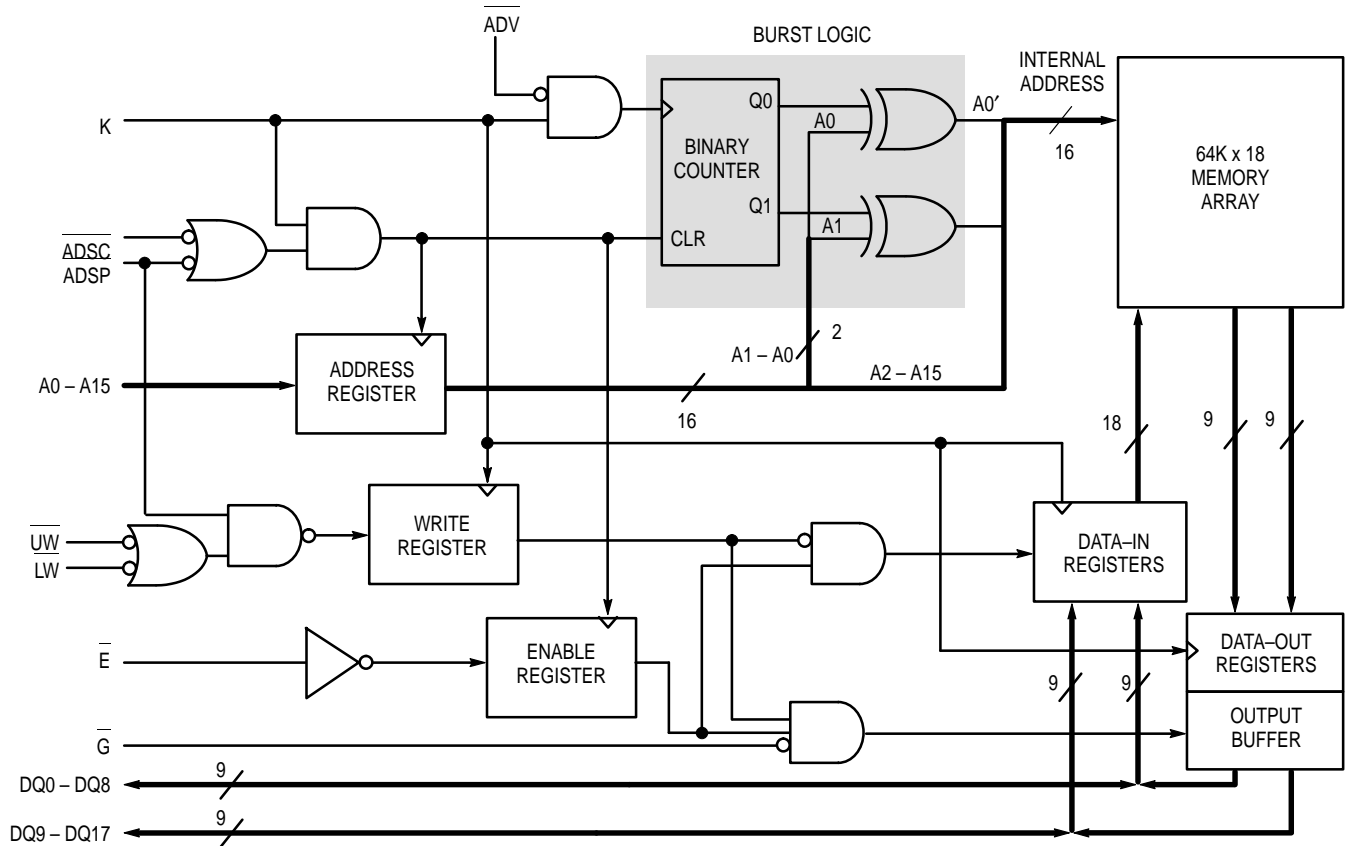 ADV
BURST LOGIC
INTERNAL
ADDRESS
K
Q0
A0
A0′
16
BINARY
COUNTER
64K x 18
MEMORY
ARRAY
Q1
A1
CLR
ADSC
ADSP
2
A1 – A0
A2 – A15
A0 – A15
ADDRESS
REGISTER
16
18
9
9
UW
LW
WRITE
REGISTER
DATA–IN
REGISTERS
E
ENABLE
REGISTER
DATA–OUT
REGISTERS
9
9
OUTPUT
BUFFER
G
DQ0 – DQ8
9
DQ9 – DQ17
9